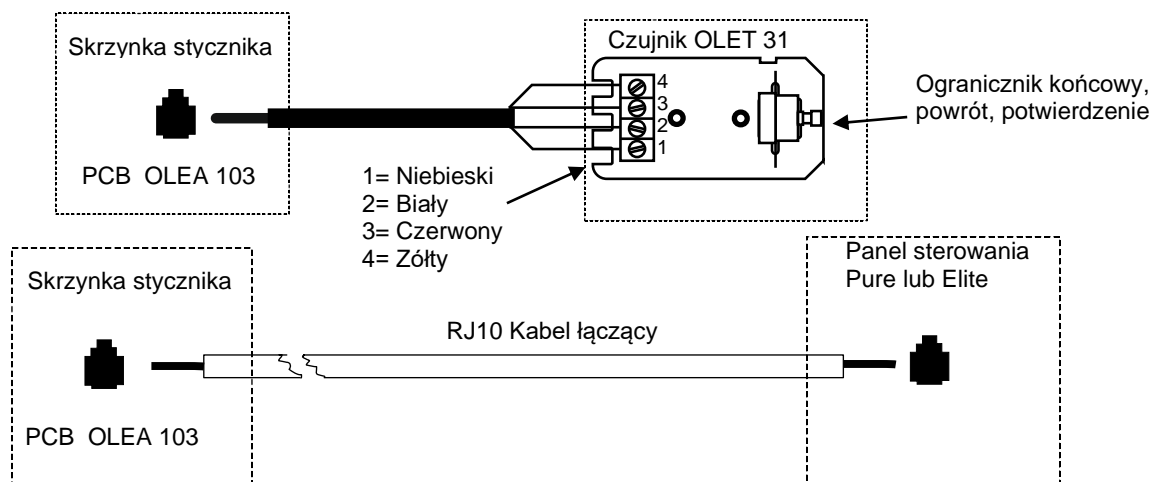 Skrzynka stycznika
PCB OLEA 103
Czujnik OLET 31
4
3
2
1
Ogranicznik końcowy,
powrót, potwierdzenie
1= Niebieski
2= Biały
3= Czerwony
4= Zółty
Skrzynka stycznika
PCB OLEA 103
RJ10 Kabel łączący
Panel sterowania
Pure lub Elite